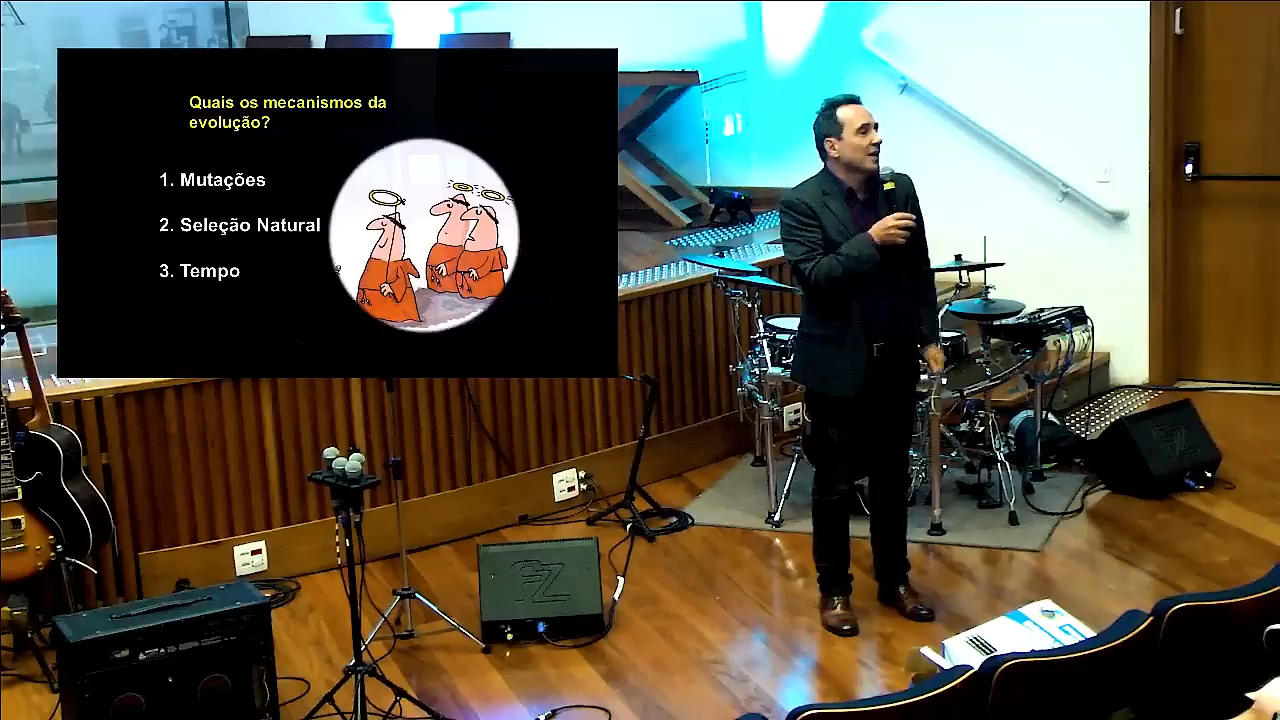 Quais os mecanismos da
evolução?
1. Mutações
2. Seleção Natural
3. Tempo